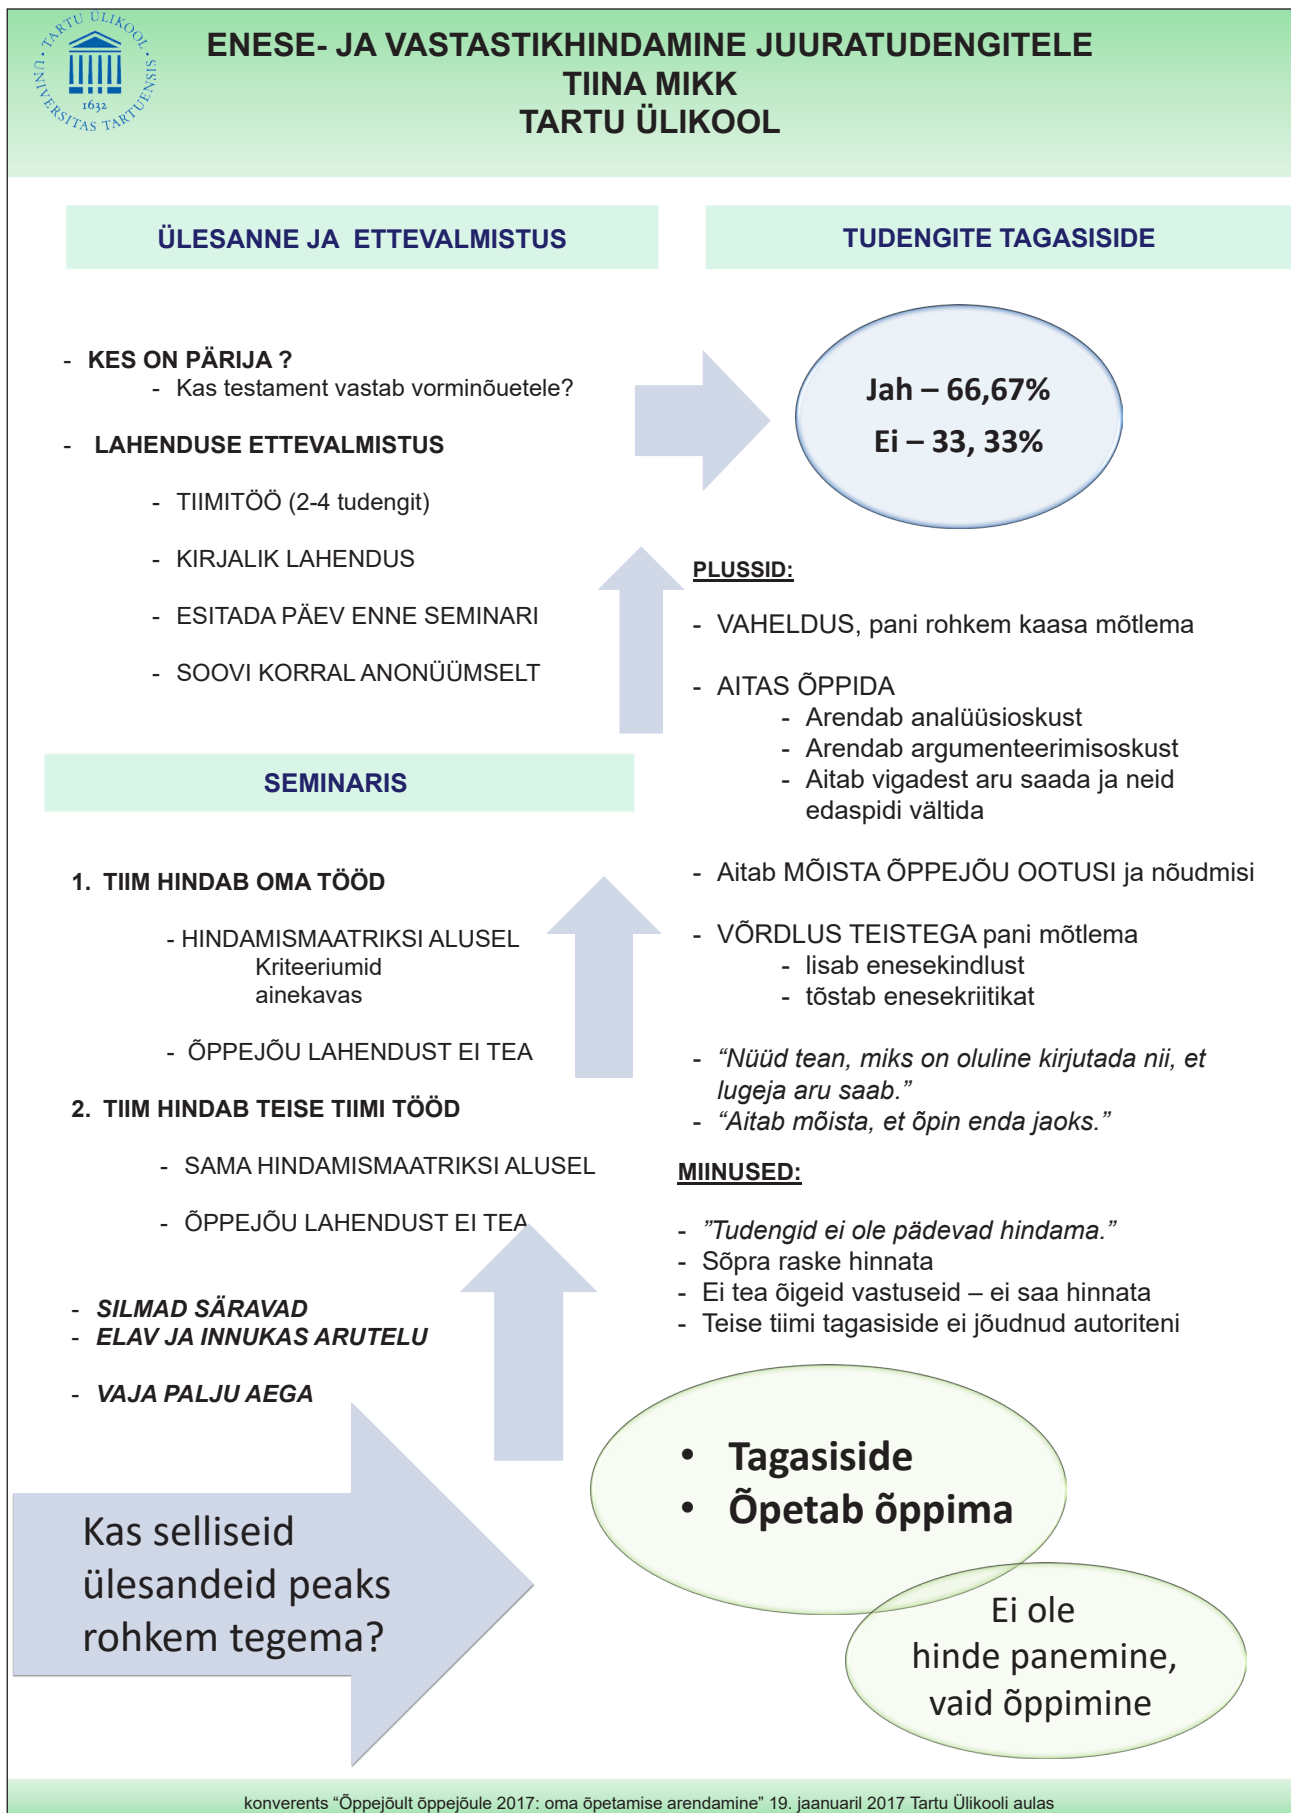 TARTU ÜLIKOOL · UNIVERSITAS TARTUENSIS ·
1632
ENESE- JA VASTASTIKHINDAMINE JUURATUDENGITELE
TIINA MIKK
TARTU ÜLIKOOL
ÜLESANNE JA ETTEVALMISTUS
- KES ON PÄRIJA ?
- Kas testament vastab vorminõuetele?
- LAHENDUSE ETTEVALMISTUS
- TIIMITÖÖ (2-4 tudengit)
- KIRJALIK LAHENDUS
- ESITADA PÄEV ENNE SEMINARI
- SOOVI KORRAL ANONÜÜMSELT
SEMINARIS
1. TIIM HINDAB OMA TÖÖD
- HINDAMISMAATRIKSI ALUSEL
Kriteeriumid
ainekavas
- ÕPPEJÕU LAHENDUST EI TEA
2. TIIM HINDAB TEISE TIIMI TÖÖD
- SAMA HINDAMISMAATRIKSI ALUSEL
- ÕPPEJÕU LAHENDUST EI TEA
- SILMAD SÄRAVAD
- ELAV JA INNUKAS ARUTELU
- VAJA PALJU AEGA
Kas selliseid
ülesandeid peaks
rohkem tegema?
TUDENGITE TAGASISIDE
Jah – 66,67%
Ei – 33, 33%
PLUSSID:
- VAHELDUS, pani rohkem kaasa mõtlema
- AITAS ÕPPIDA
- Arendab analüüsioskust
- Arendab argumenteerimisoskust
- Aitab vigadest aru saada ja neid
edaspidi vältida
- Aitab MÕISTA ÕPPEJÕU OOTUSI ja nõudmisi
- VÕRDLUS TEISTEGA pani mõtlema
- lisab enesekindlust
- tõstab enesekriitikat
- “Nüüd tean, miks on oluline kirjutada nii, et
lugeja aru saab.”
- “Aitab mõista, et õpin enda jaoks.”
MIINUSED:
- ”Tudengid ei ole pädevad hindama.”
- Sõpra raske hinnata
- Ei tea õigeid vastuseid – ei saa hinnata
- Teise tiimi tagasiside ei jõudnud autoriteni
• Tagasiside
• Õpetab õppima
Ei ole
hinde panemine,
vaid õppimine
konverents “Õppejõult õppejõule 2017: oma õpetamise arendamine” 19. jaanuaril 2017 Tartu Ülikooli aulas